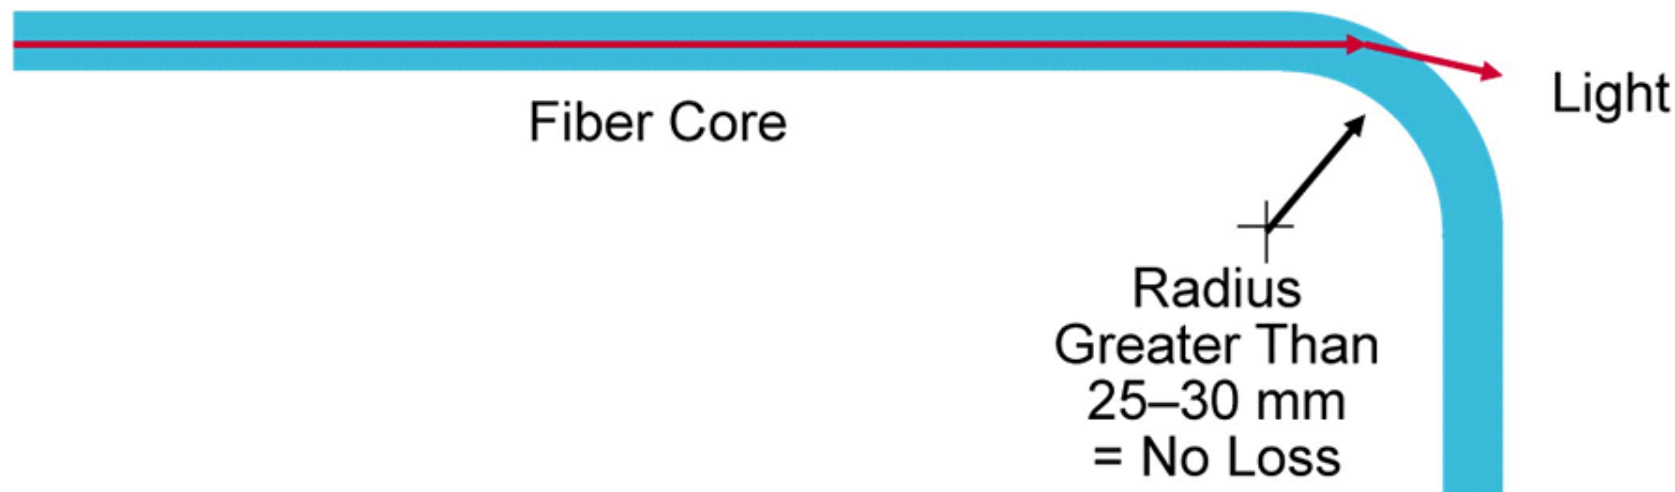 Light
Fiber Core
Radius
Greater Than
25–30 mm
= No Loss